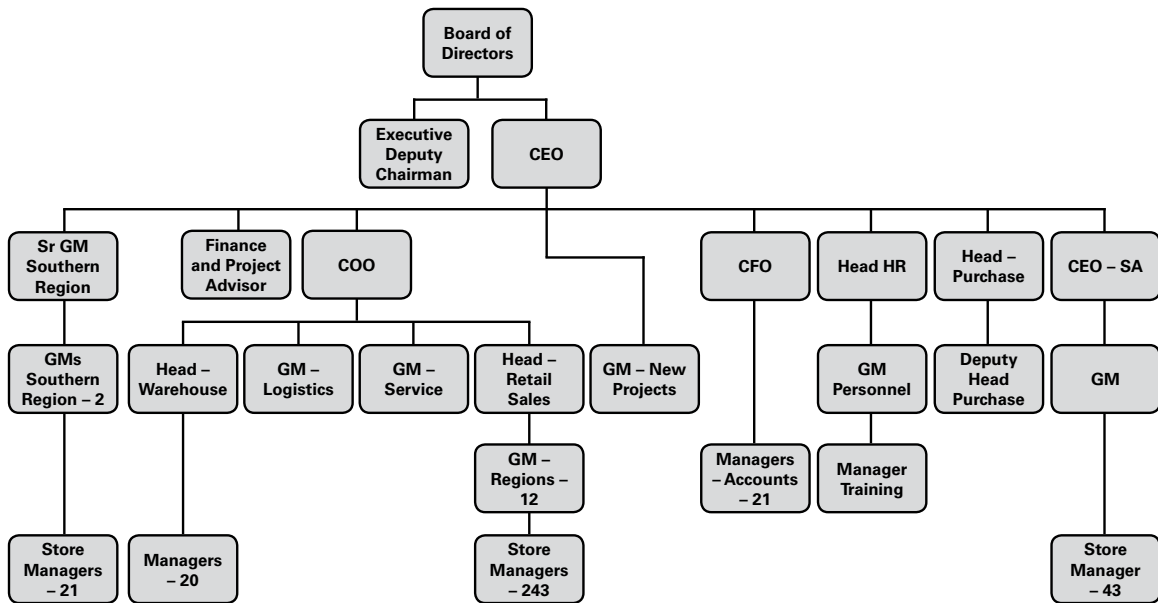 Board of
Directors
Executive
Deputy
Chairman
CEO
Sr GM
Southern
Region
Finance
and Project
Advisor
COO
CFO
Head HR
Head –
Purchase
CEO – SA
GMs
Southern
Region – 2
Head –
Warehouse
GM –
Logistics
GM –
Service
Head –
Retail
Sales
GM – New
Projects
GM
Personnel
Deputy
Head
Purchase
GM
GM –
Regions –
12
Managers
– Accounts
– 21
Manager
Training
Store
Managers
– 21
Managers
– 20
Store
Managers
– 243
Store
Manager
– 43